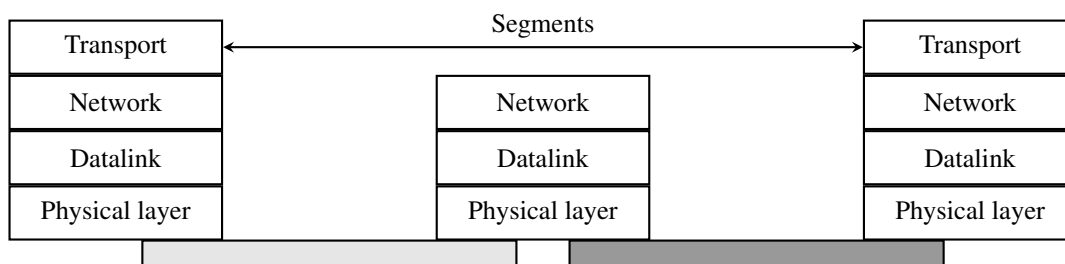 Segments
Transport
Transport
Network
Network
Network
Datalink
Datalink
Datalink
Physical layer
Physical layer
Physical layer